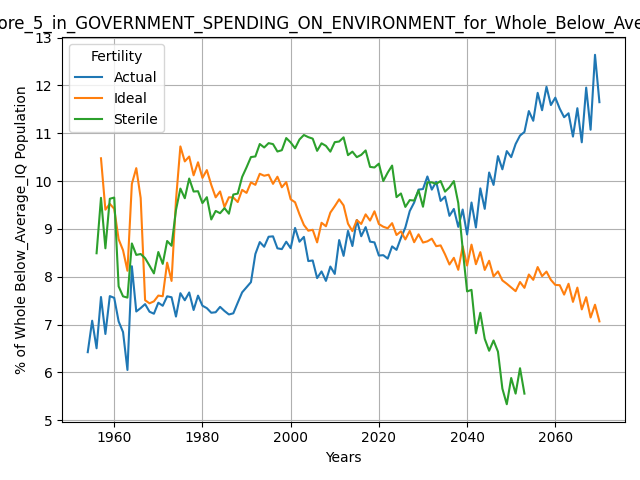 ore_5_in_GOVERNMENT_SPENDING_ON_ENVIRONMENT_for_Whole_Below_Ave
13
12
11
10
9
8
7
6
5
% of Whole Below_Average_IQ Population
Fertility
Actual
Ideal
Sterile
1960
1980
2000
2020
2040
2060
Years